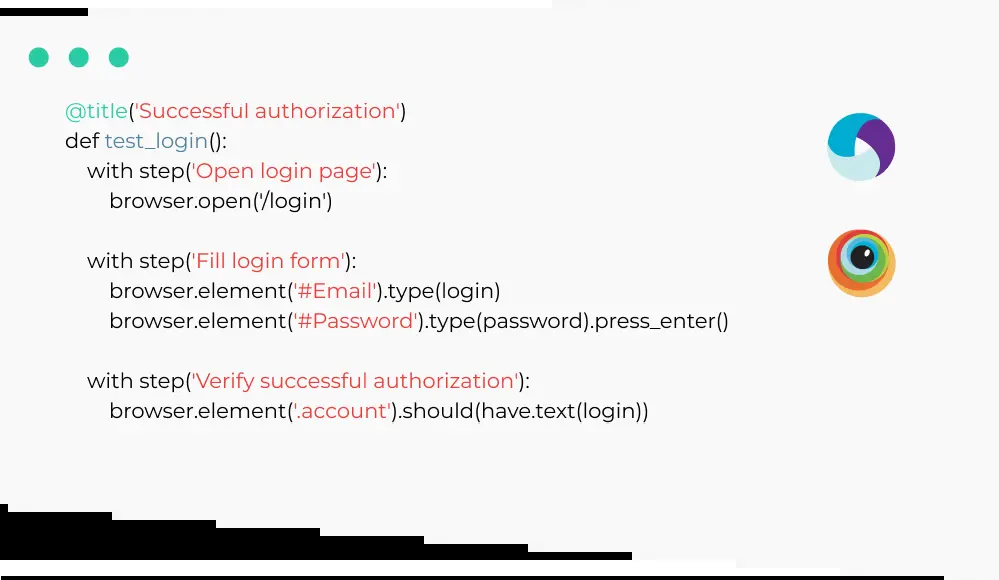 @title('Successful authorization')
def test_login():
with step('Open login page'):
browser.open('/login')
with step('Fill login form'):
browser.element('#Email').type(login)
browser.element('#Password').type(password).press_enter()
with step('Verify successful authorization'):
browser.element('.account').should(have.text(login))